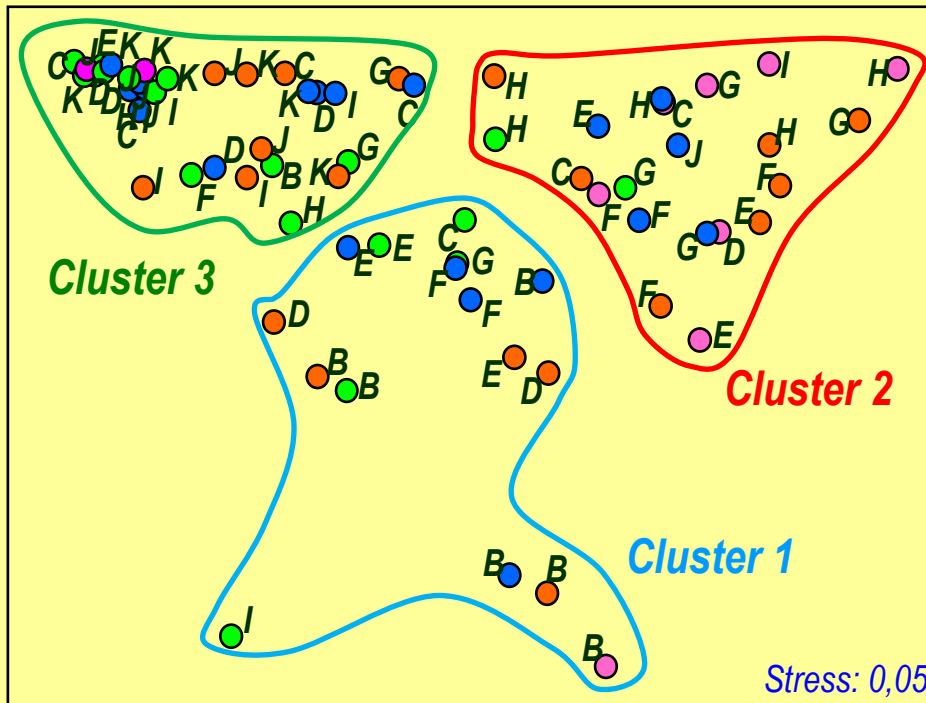 E K K
C J K J K C G
K D D I K D I C
H J I
C
J G
D B K
I F I
H
Cluster 3
H
H
E H C G I H
J H G
C G F
F F E
G D
F
E
Cluster 2
C
E E G
F B
F
D
B B
E D
Cluster 1
B B
I
B
Stress: 0,05